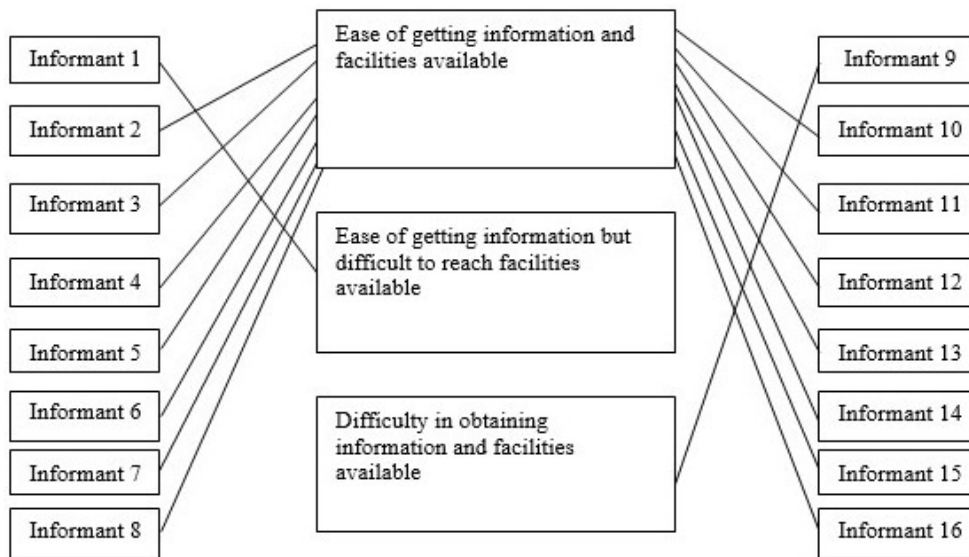 Informant 1
Informant 2
Informant 3
Informant 4
Informant 5
Informant 6
Informant 7
Informant 8
Ease of getting information and
facilities available
Ease of getting information but
difficult to reach facilities
available
Difficulty in obtaining
information and facilities
available
Informant 9
Informant 10
Informant 11
Informant 12
Informant 13
Informant 14
Informant 15
Informant 16